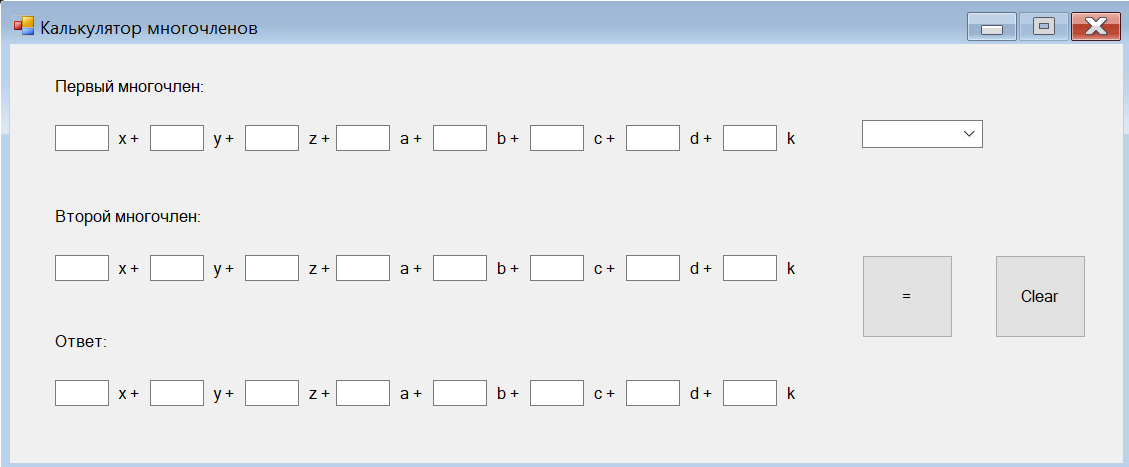 Калькулятор многочленов
Первый многочлен:
x + y + z + a + b + c + d + k
Второй многочлен:
x + y + z + a + b + c + d + k
= Clear
Ответ:
x + y + z + a + b + c + d + k